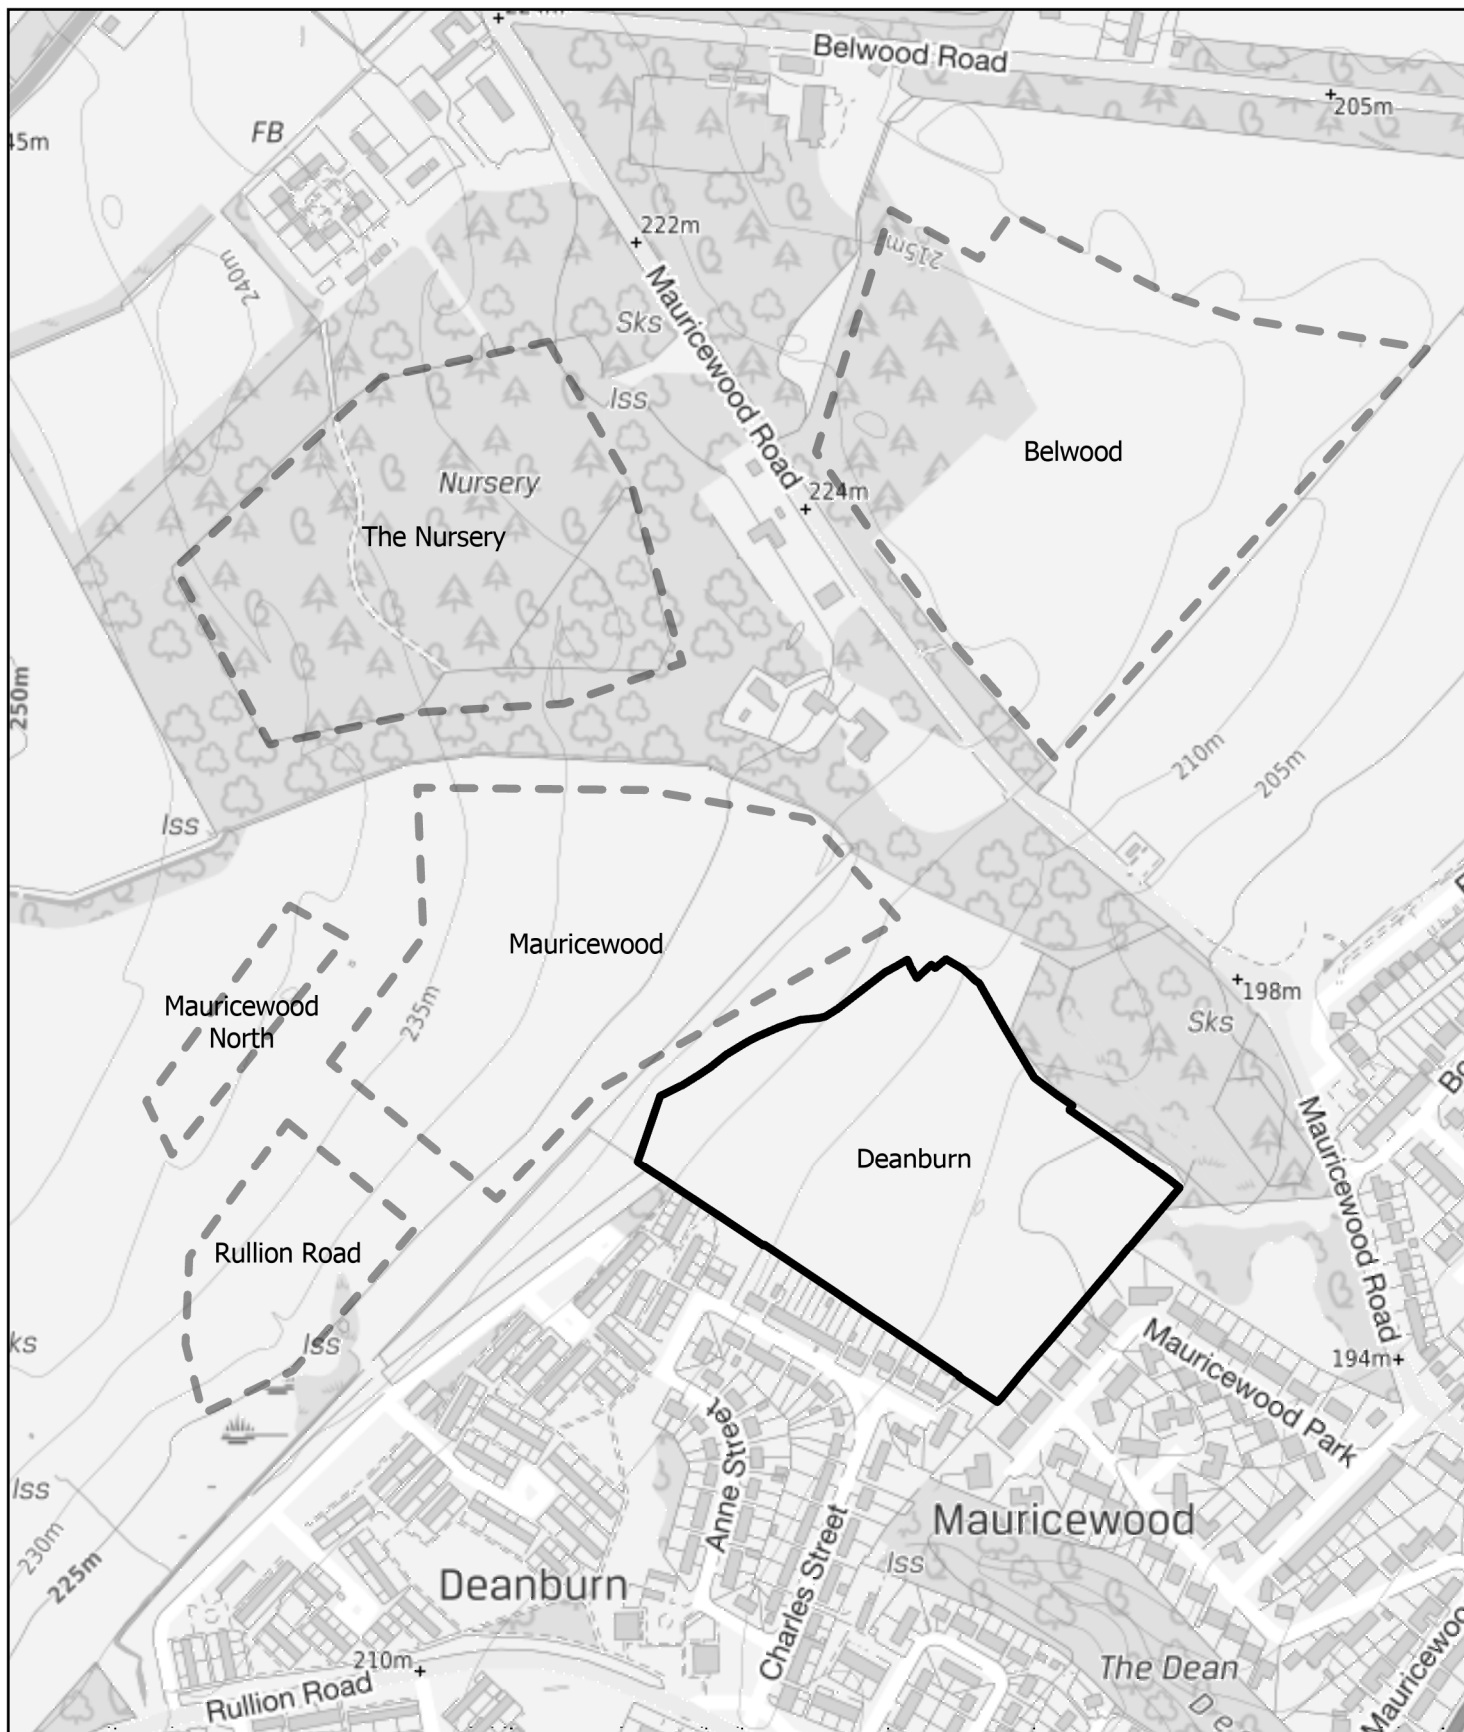 Belwood Road
205m
45m
FB
222m
215m
240m
Mauricewood Road
Sks
Iss
Belwood
Nursery
224m
The Nursery
250m
210m
205m
Iss
Mauricewood
198m
Mauricewood
North
235m
Sks
Deanburn
Mauricewood Road
Rullion Road
Iss
ks
194m
Mauricewood Park
Anne Street
Iss
Mauricewood
Charles Street
230m
Iss
225m
Deanburn
210m
The Dean
Rullion Road